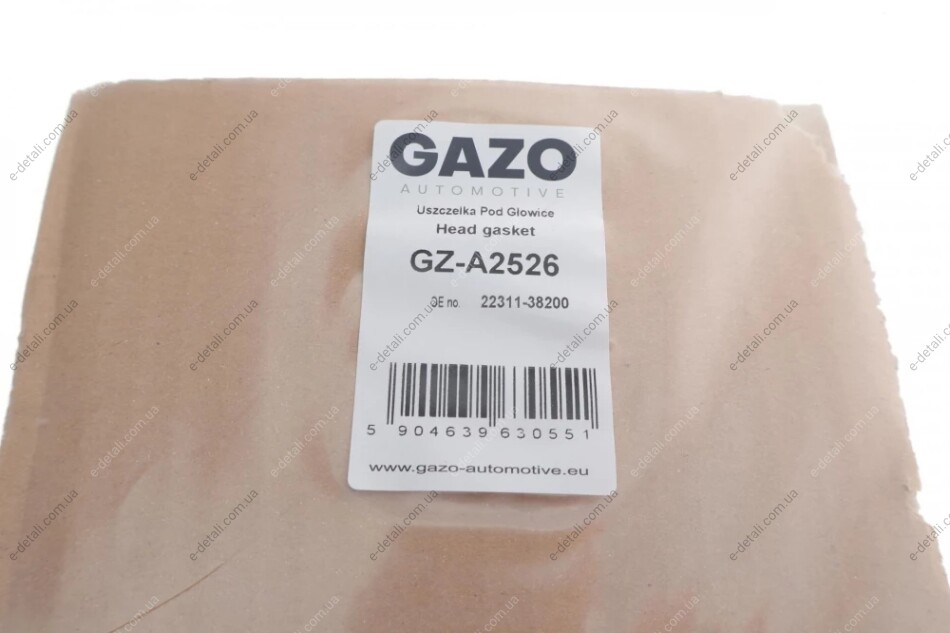 GAZO
AUTOMOTIVE
Uszczelka Pod Głowice
Head gasket
GZ-A2526
OE no. 22311-38200
5 904639 630551
www.gazo-automotive.eu
e-detali.com.ua